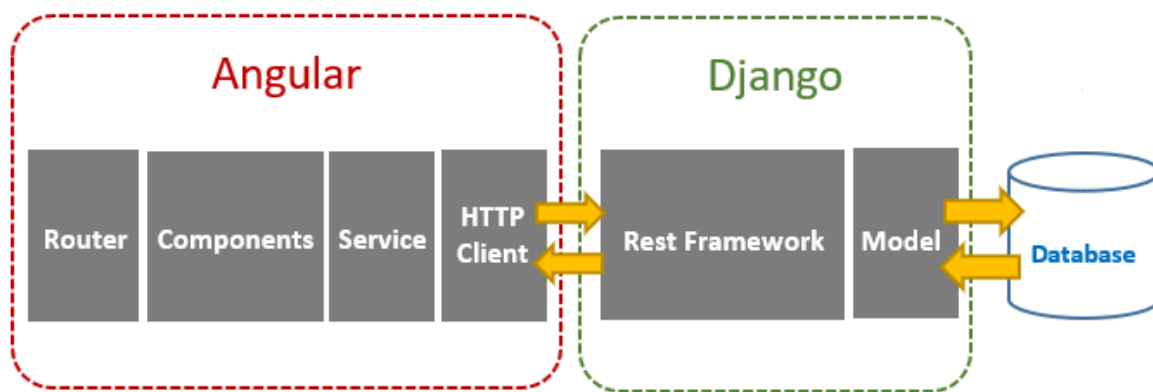 Angular
Django
Router
Components
Service
HTTP
Client
Rest Framework
Model
Database